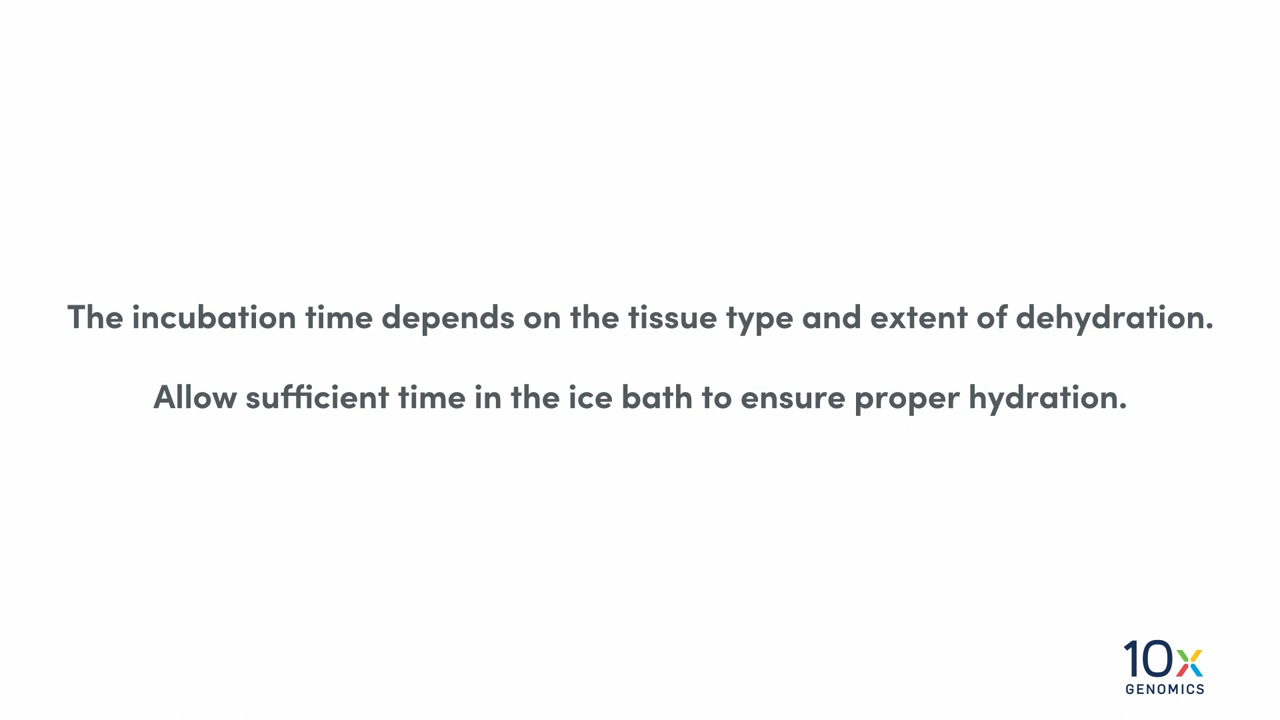 The incubation time depends on the tissue type and extent of dehydration.
Allow sufficient time in the ice bath to ensure proper hydration.
10x
GENOMICS